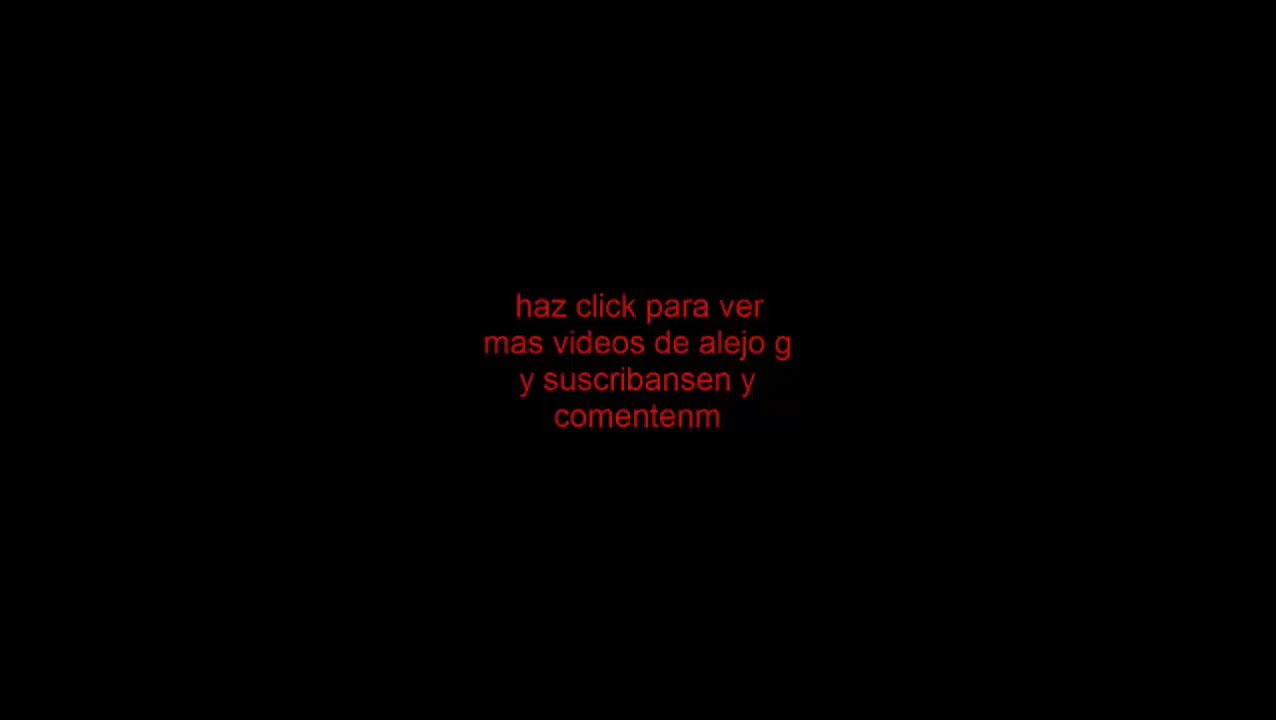 haz click para ver
mas videos de alejo g
y suscribansen y
comentenm